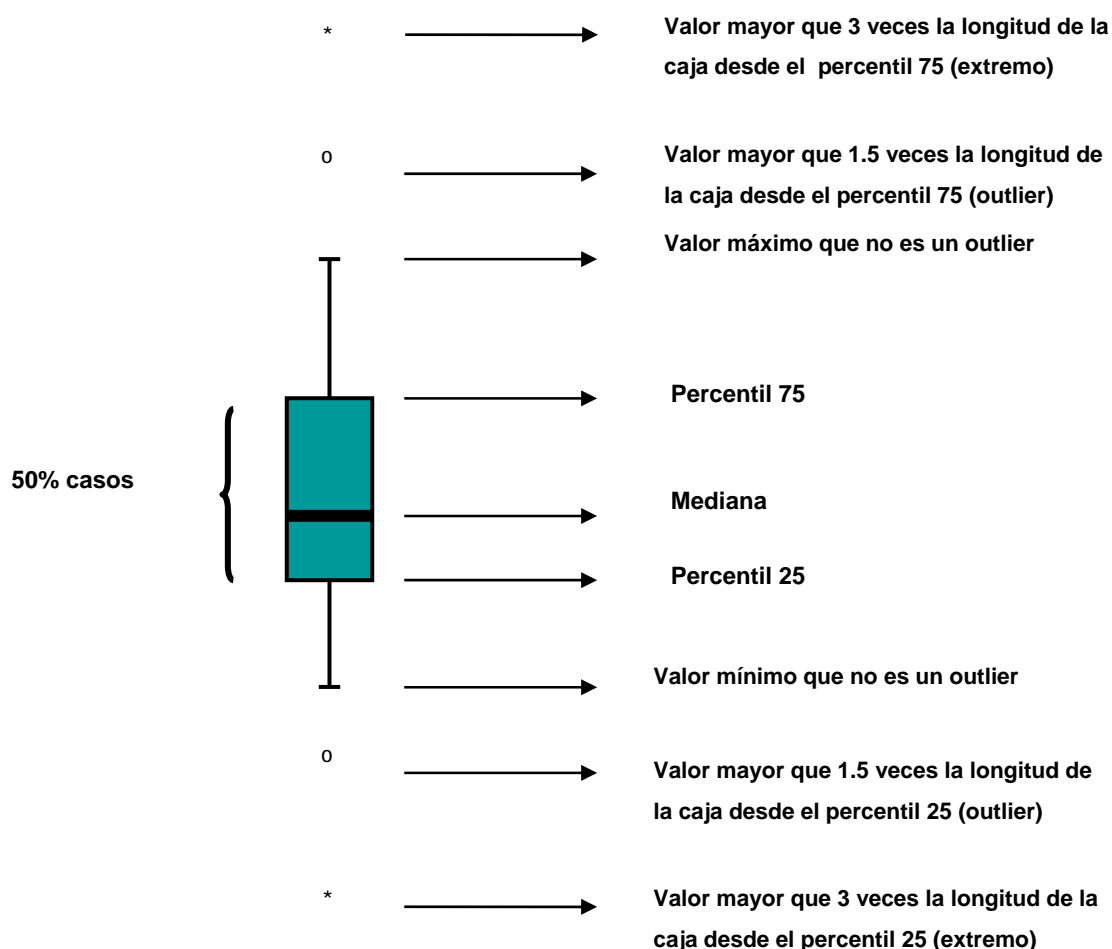 *
Valor mayor que 3 veces la longitud de la
caja desde el percentil 75 (extremo)
o
Valor mayor que 1.5 veces la longitud de
la caja desde el percentil 75 (outlier)
Valor máximo que no es un outlier
Percentil 75
50% casos
Mediana
Percentil 25
Valor mínimo que no es un outlier
o
Valor mayor que 1.5 veces la longitud de
la caja desde el percentil 25 (outlier)
*
Valor mayor que 3 veces la longitud de la
caja desde el percentil 25 (extremo)